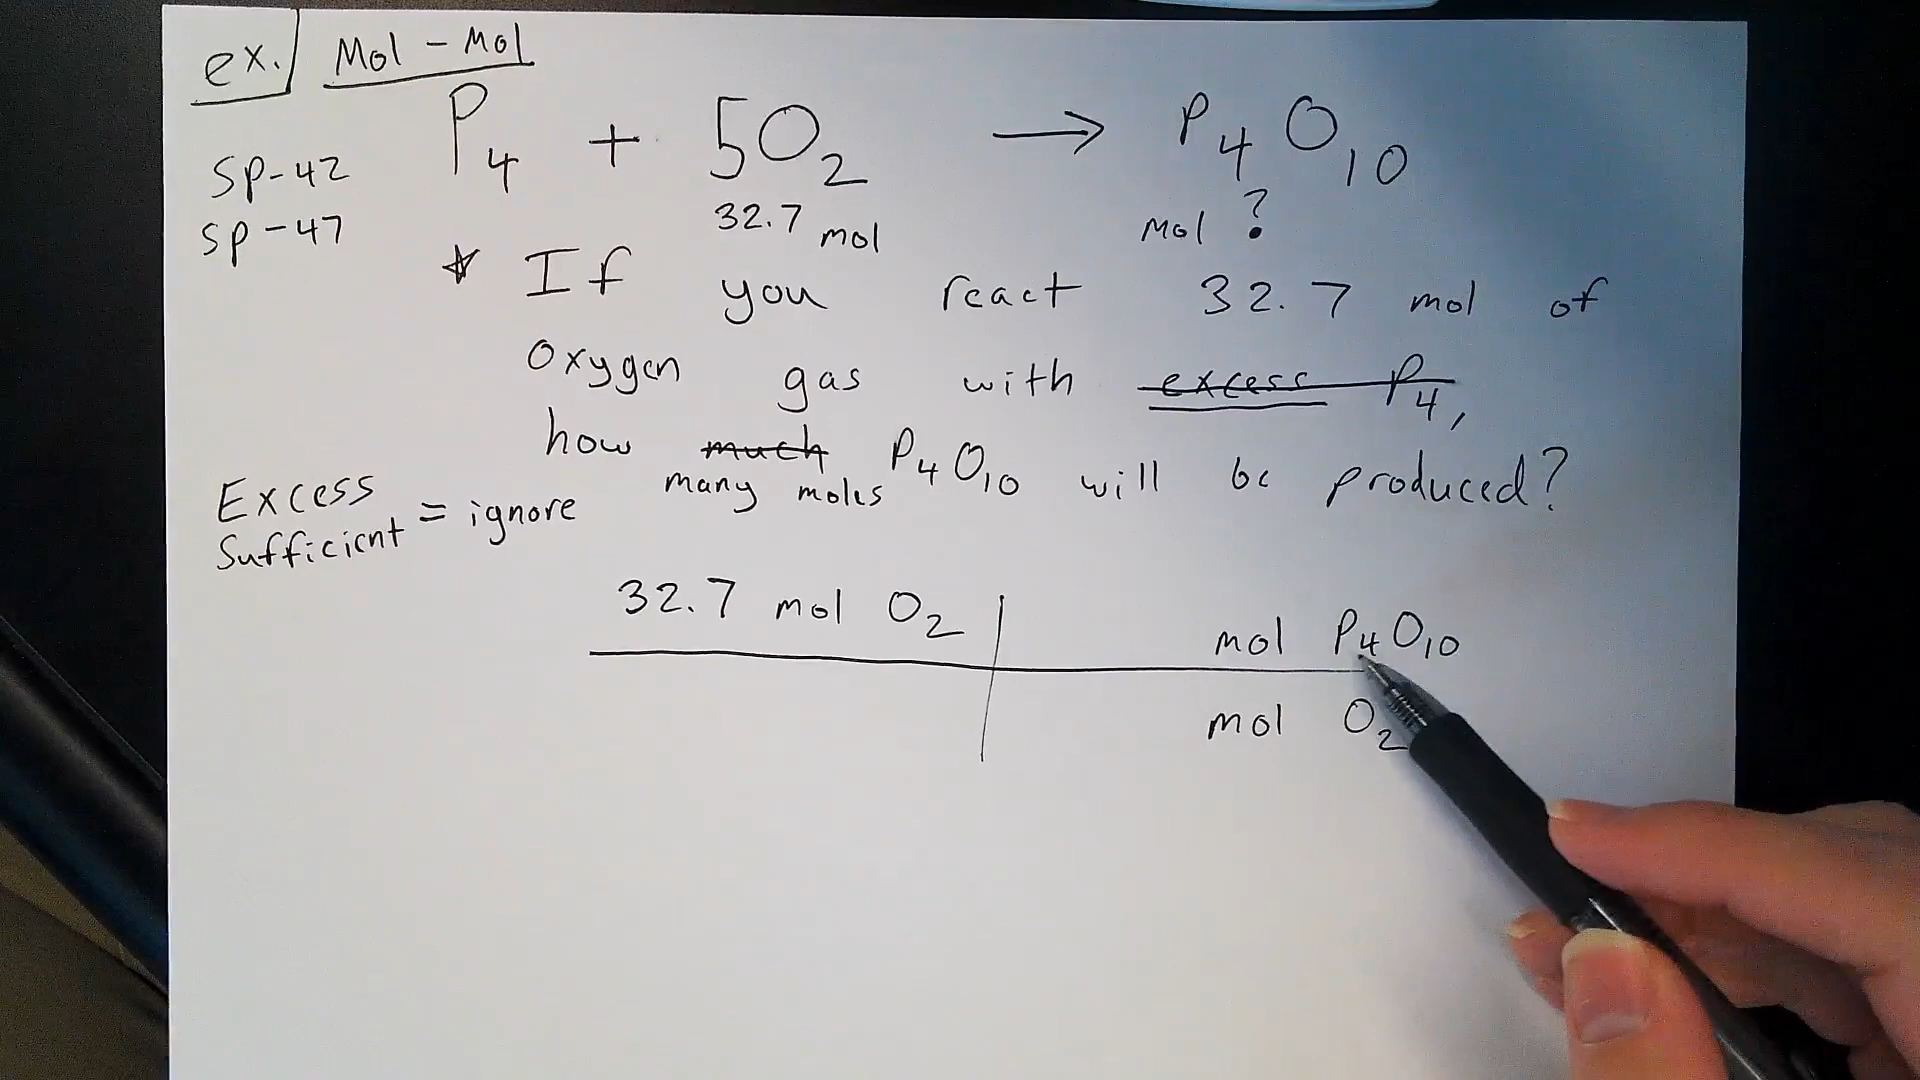 ex. Mol - Mol
P4 + 5O2 → P4O10
SP-42
32.7 mol
Mol ?
SP-47
* If you react 32.7 mol of
oxygen gas with excess P4,
how much P4O10 will be produced?
many moles
Excess
Sufficient = ignore
32.7 mol O2
mol P4O10
mol O2